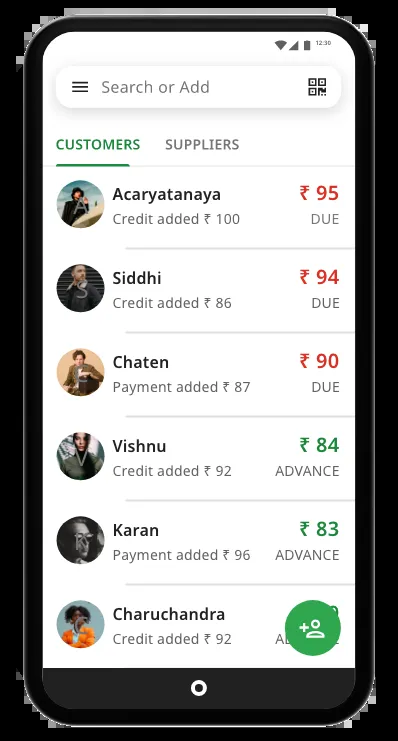 12:30
Search or Add
CUSTOMERS SUPPLIERS
Acaryatanaya ₹ 95
Credit added ₹ 100 DUE
Siddhi ₹ 94
Credit added ₹ 86 DUE
Chaten ₹ 90
Payment added ₹ 87 DUE
Vishnu ₹ 84
Credit added ₹ 92 ADVANCE
Karan ₹ 83
Payment added ₹ 96 ADVANCE
Charuchandra
Credit added ₹ 92